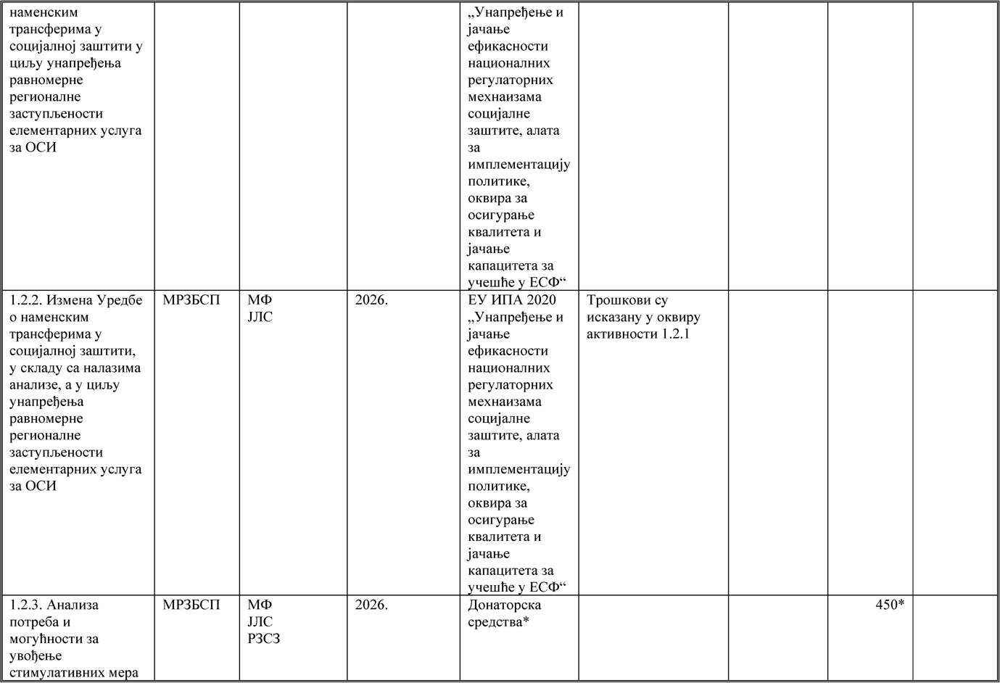 наменским
трансферима у
социјалној заштити у
циљу унапређења
равномерне
регионалне
заступљености
елементарних услуга
за ОСИ
„Унапређење и
јачање
ефикасности
националних
регулаторних
мехнаизама
социјалне
заштите, алата
за
имплементацију
политике,
оквира за
осигурање
квалитета и
јачање
капацитета за
учешће у ЕСФ“
1.2.2. Измена Уредбе
о наменским
трансферима у
социјалној заштити,
у складу са налазима
анализе, а у циљу
унапређења
равномерне
регионалне
заступљености
елементарних услуга
за ОСИ
МРЗБСП
МФ
ЈЛС
2026.
ЕУ ИПА 2020
„Унапређење и
јачање
ефикасности
националних
регулаторних
мехнаизама
социјалне
заштите, алата
за
имплементацију
политике,
оквира за
осигурање
квалитета и
јачање
капацитета за
учешће у ЕСФ“
Трошкови су
исказану у оквиру
активности 1.2.1
1.2.3. Анализа
потреба и
могућности за
увођење
стимулативних мера
МРЗБСП
МФ
ЈЛС
РЗСЗ
2026.
Донаторска
средства*
450*